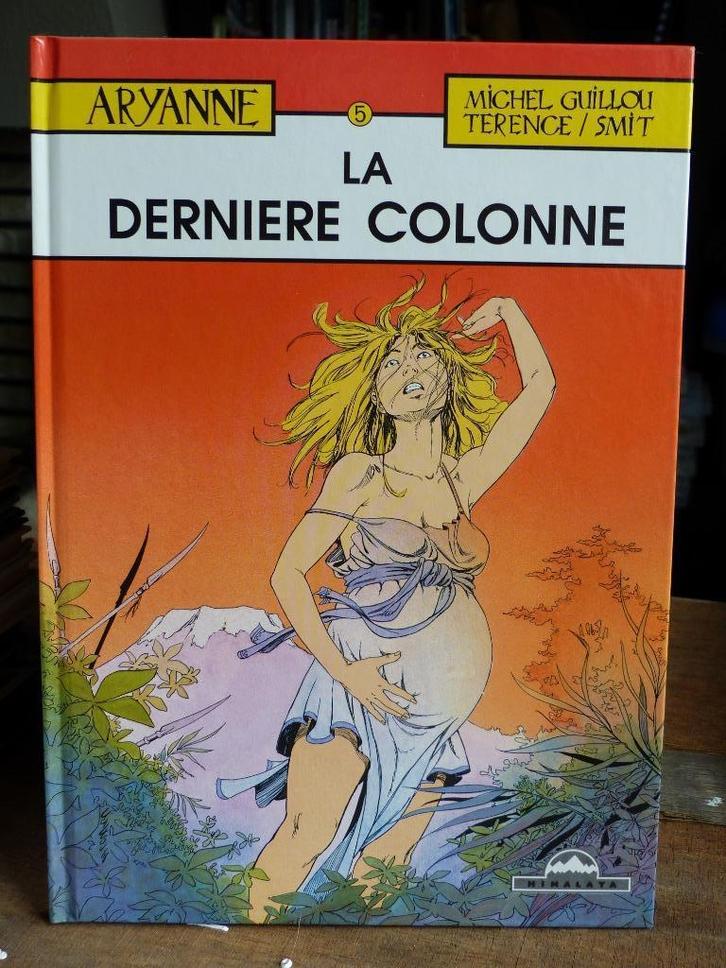 ARYANNE
5
MICHEL GUILLOU
TERENCE / SMIT
LA
DERNIERE COLONNE
HIMALAYA